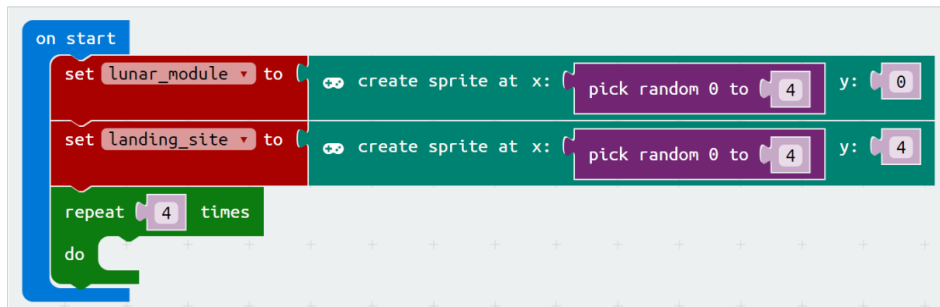 on start
set lunar_module to create sprite at x: pick random 0 to 4 y: 0
set landing_site to create sprite at x: pick random 0 to 4 y: 4
repeat 4 times
do